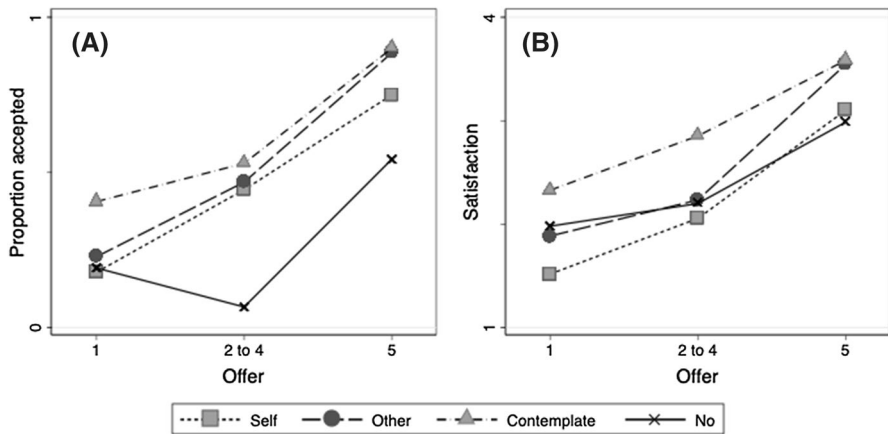 (A)
Proportion accepted
1
0
1
2 to 4
5
Offer
(B)
Satisfaction
4
1
1
2 to 4
5
Offer
Self Other Contemplate No